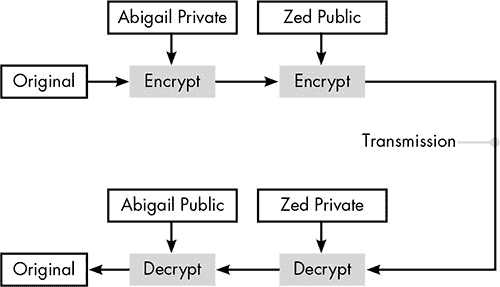 Abigail Private
Zed Public
Original
Encrypt
Encrypt
Transmission
Abigail Public
Zed Private
Original
Decrypt
Decrypt